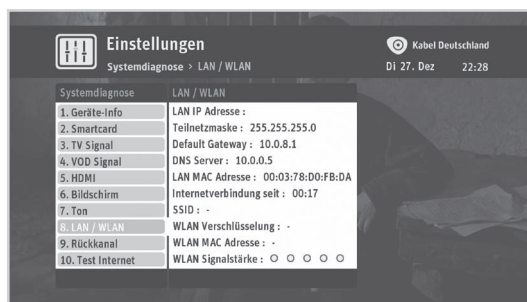 Einstellungen
Systemdiagnose > LAN / WLAN
Kabel Deutschland
Di 27. Dez 22:28
Systemdiagnose
LAN / WLAN
1. Geräte-Info
2. Smartcard
3. TV Signal
4. VOD Signal
5. HDMI
6. Bildschirm
7. Ton
8. LAN / WLAN
9. Rückkanal
10. Test Internet
LAN IP Adresse :
Teilnetzmaske : 255.255.255.0
Default Gateway : 10.0.8.1
DNS Server : 10.0.0.5
LAN MAC Adresse : 00:03:78:D0:FB:DA
Internetverbindung seit : 00:17
SSID : -
WLAN Verschlüsselung : -
WLAN MAC Adresse : -
WLAN Signalstärke :